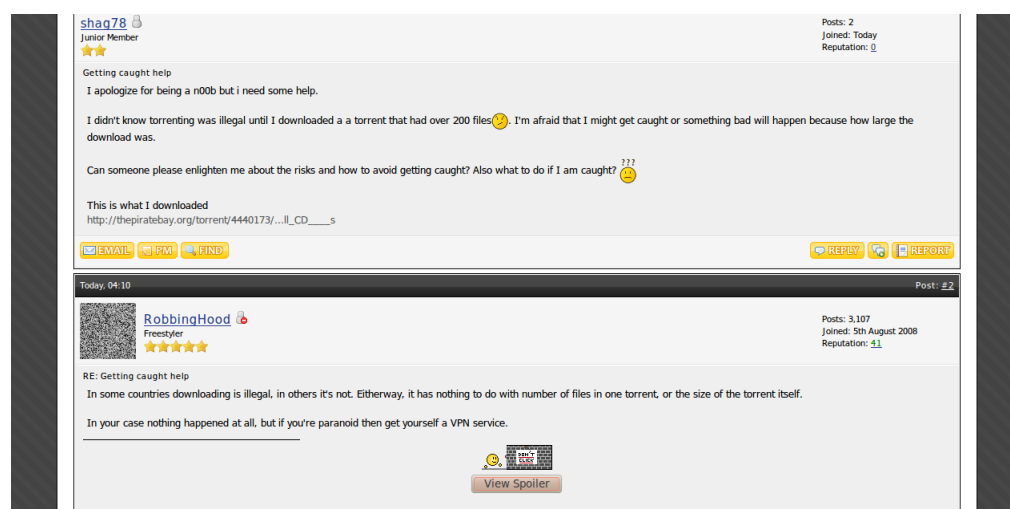 shag78
Junior Member
Posts: 2
Joined: Today
Reputation: 0
Getting caught help
I apologize for being a n00b but i need some help.
I didn't know torrenting was illegal until I downloaded a a torrent that had over 200 files. I'm afraid that I might get caught or something bad will happen because how large the
download was.
Can someone please enlighten me about the risks and how to avoid getting caught? Also what to do if I am caught? ???
This is what I downloaded
http://thepiratebay.org/torrent/4440173/...ll_CD____s
EMAIL PM FIND REPLY REPORT
Today, 04:10 Post: #2
RobbingHood
Freestyler
Posts: 3,107
Joined: 5th August 2008
Reputation: 41
RE: Getting caught help
In some countries downloading is illegal, in others it's not. Eitherway, it has nothing to do with number of files in one torrent, or the size of the torrent itself.
In your case nothing happened at all, but if you're paranoid then get yourself a VPN service.
DON'T
CLICK
View Spoiler